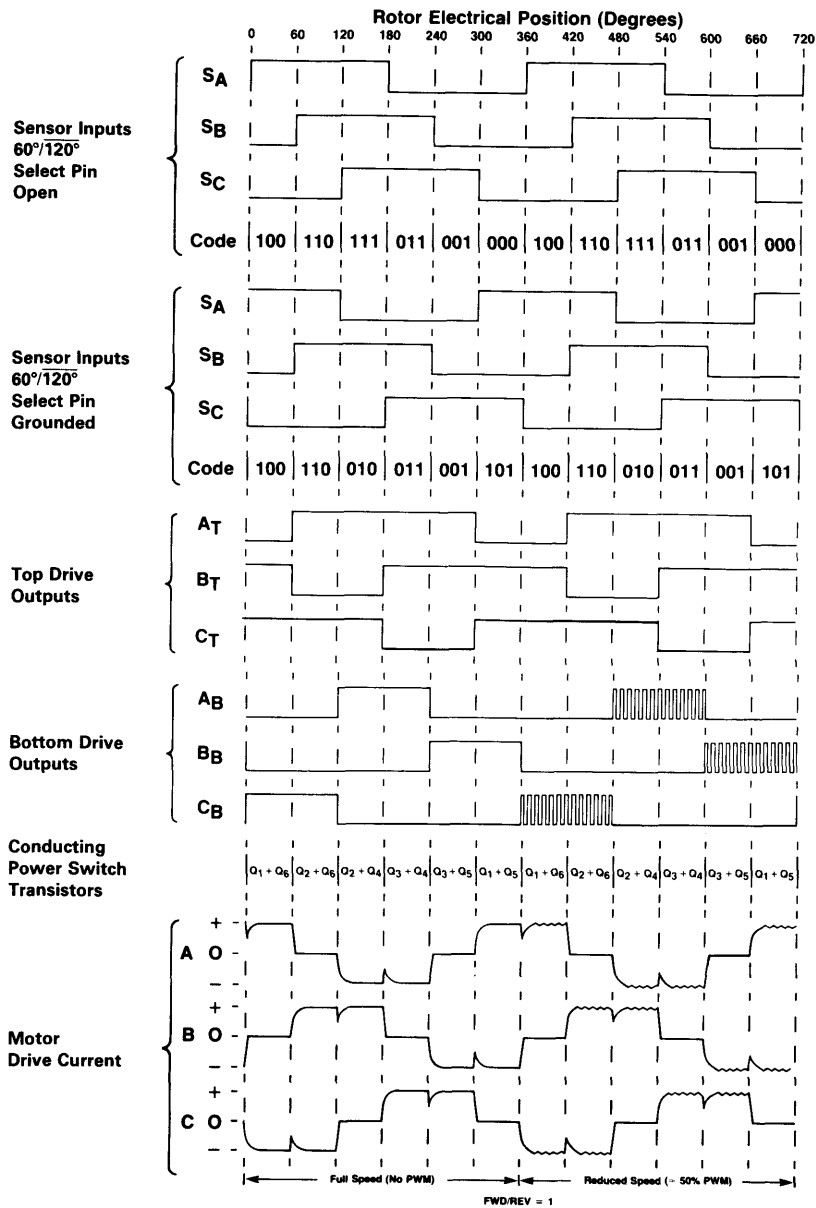 Rotor Electrical Position (Degrees)
0 60 120 180 240 300 360 420 480 540 600 660 720
Sensor Inputs
60°/120°
Select Pin
Open
SA
SB
SC
Code 100 110 111 011 001 000 100 110 111 011 001 000
Sensor Inputs
60°/120°
Select Pin
Grounded
SA
SB
SC
Code 100 110 010 011 001 101 100 110 010 011 001 101
Top Drive
Outputs
AT
BT
CT
Bottom Drive
Outputs
AB
BB
CB
Conducting
Power Switch
Transistors
Q1 + Q6 Q2 + Q6 Q2 + Q4 Q3 + Q4 Q3 + Q5 Q1 + Q5 Q1 + Q6 Q2 + Q6 Q2 + Q4 Q3 + Q4 Q3 + Q5 Q1 + Q5
Motor
Drive Current
+
A O -
-
+
B O -
-
+
C O -
-
Full Speed (No PWM) Reduced Speed (≈ 50% PWM)
FWD/REV = 1